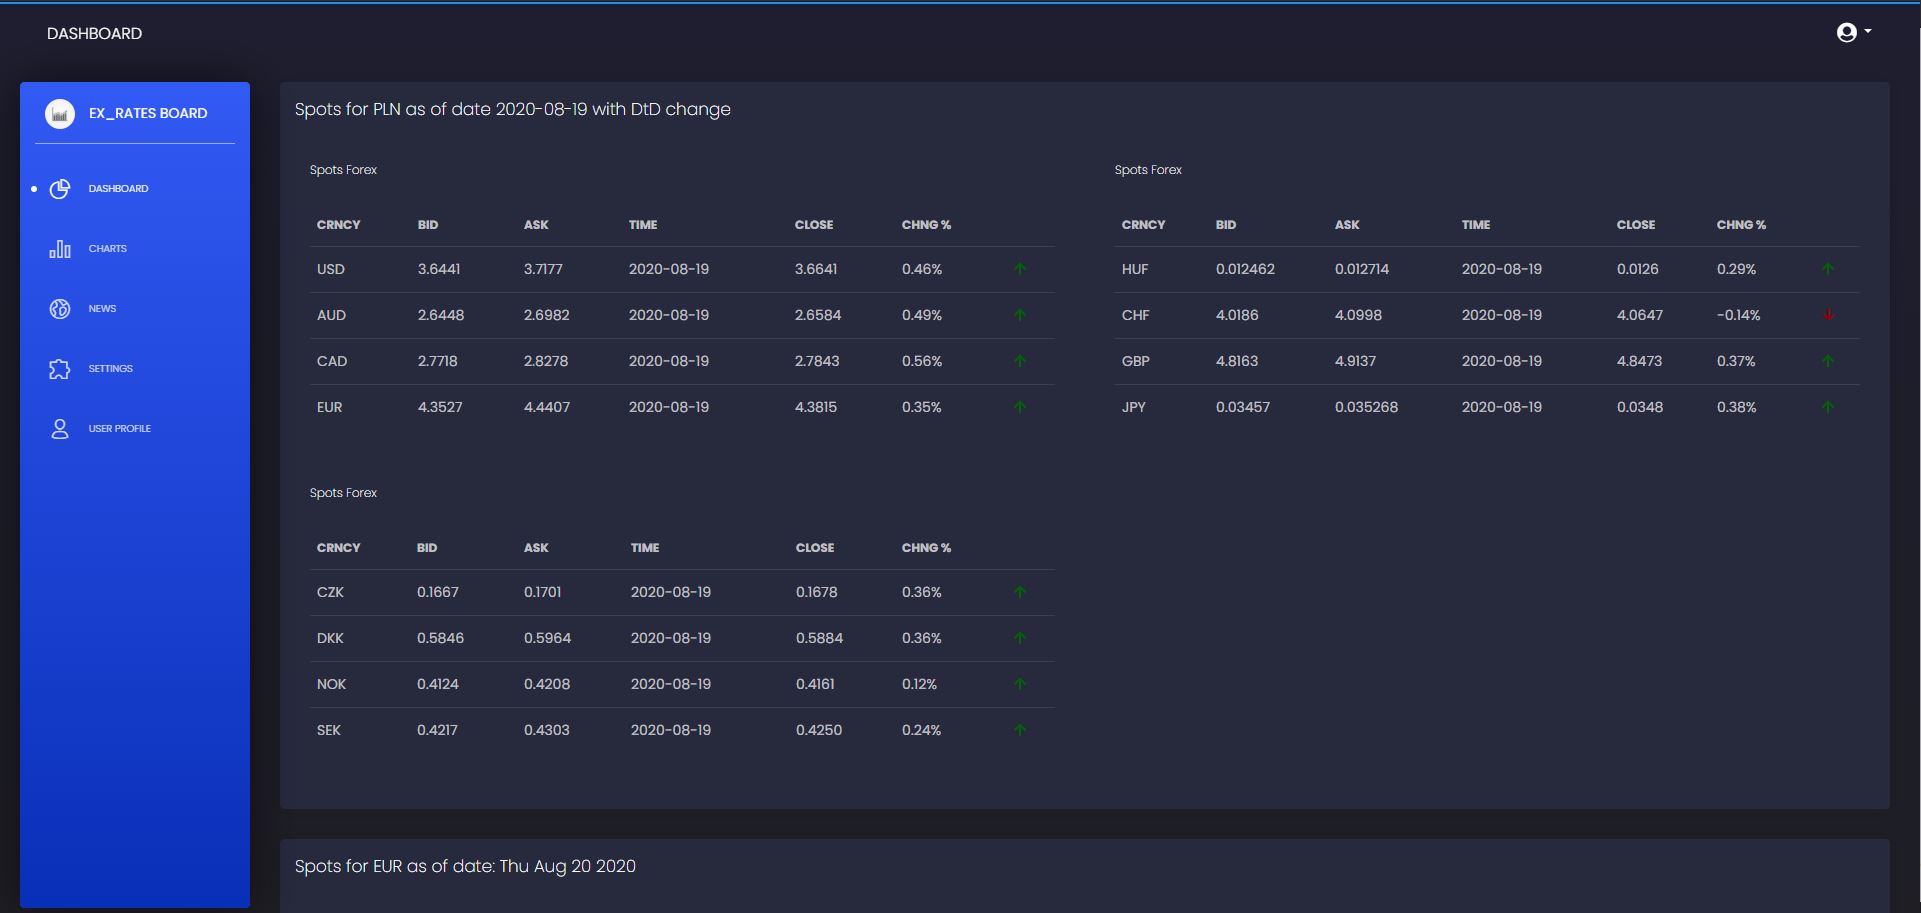 DASHBOARD
EX_RATES BOARD
DASHBOARD
CHARTS
NEWS
SETTINGS
USER PROFILE
Spots for PLN as of date 2020-08-19 with DtD change
Spots Forex
CRNCY BID ASK TIME CLOSE CHNG %
USD 3.6441 3.7177 2020-08-19 3.6641 0.46%
AUD 2.6448 2.6982 2020-08-19 2.6584 0.49%
CAD 2.7718 2.8278 2020-08-19 2.7843 0.56%
EUR 4.3527 4.4407 2020-08-19 4.3815 0.35%
Spots Forex
CRNCY BID ASK TIME CLOSE CHNG %
HUF 0.012462 0.012714 2020-08-19 0.0126 0.29%
CHF 4.0186 4.0998 2020-08-19 4.0647 -0.14%
GBP 4.8163 4.9137 2020-08-19 4.8473 0.37%
JPY 0.03457 0.035268 2020-08-19 0.0348 0.38%
Spots Forex
CRNCY BID ASK TIME CLOSE CHNG %
CZK 0.1667 0.1701 2020-08-19 0.1678 0.36%
DKK 0.5846 0.5964 2020-08-19 0.5884 0.36%
NOK 0.4124 0.4208 2020-08-19 0.4161 0.12%
SEK 0.4217 0.4303 2020-08-19 0.4250 0.24%
Spots for EUR as of date: Thu Aug 20 2020